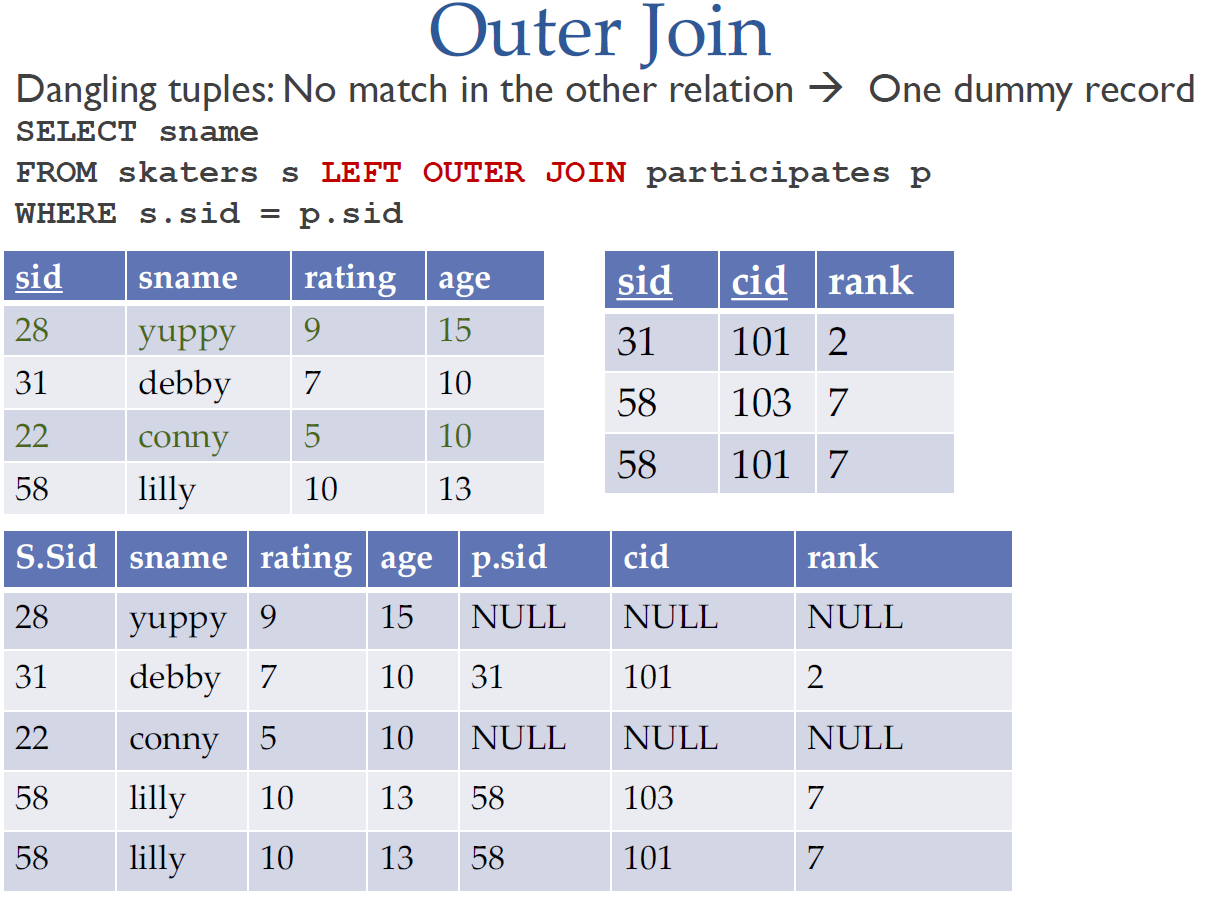 Outer Join
Dangling tuples: No match in the other relation → One dummy record
SELECT sname
FROM skaters s LEFT OUTER JOIN participates p
WHERE s.sid = p.sid
sid sname rating age
28 yuppy 9 15
31 debby 7 10
22 conny 5 10
58 lilly 10 13
sid cid rank
31 101 2
58 103 7
58 101 7
S.Sid sname rating age p.sid cid rank
28 yuppy 9 15 NULL NULL NULL
31 debby 7 10 31 101 2
22 conny 5 10 NULL NULL NULL
58 lilly 10 13 58 103 7
58 lilly 10 13 58 101 7